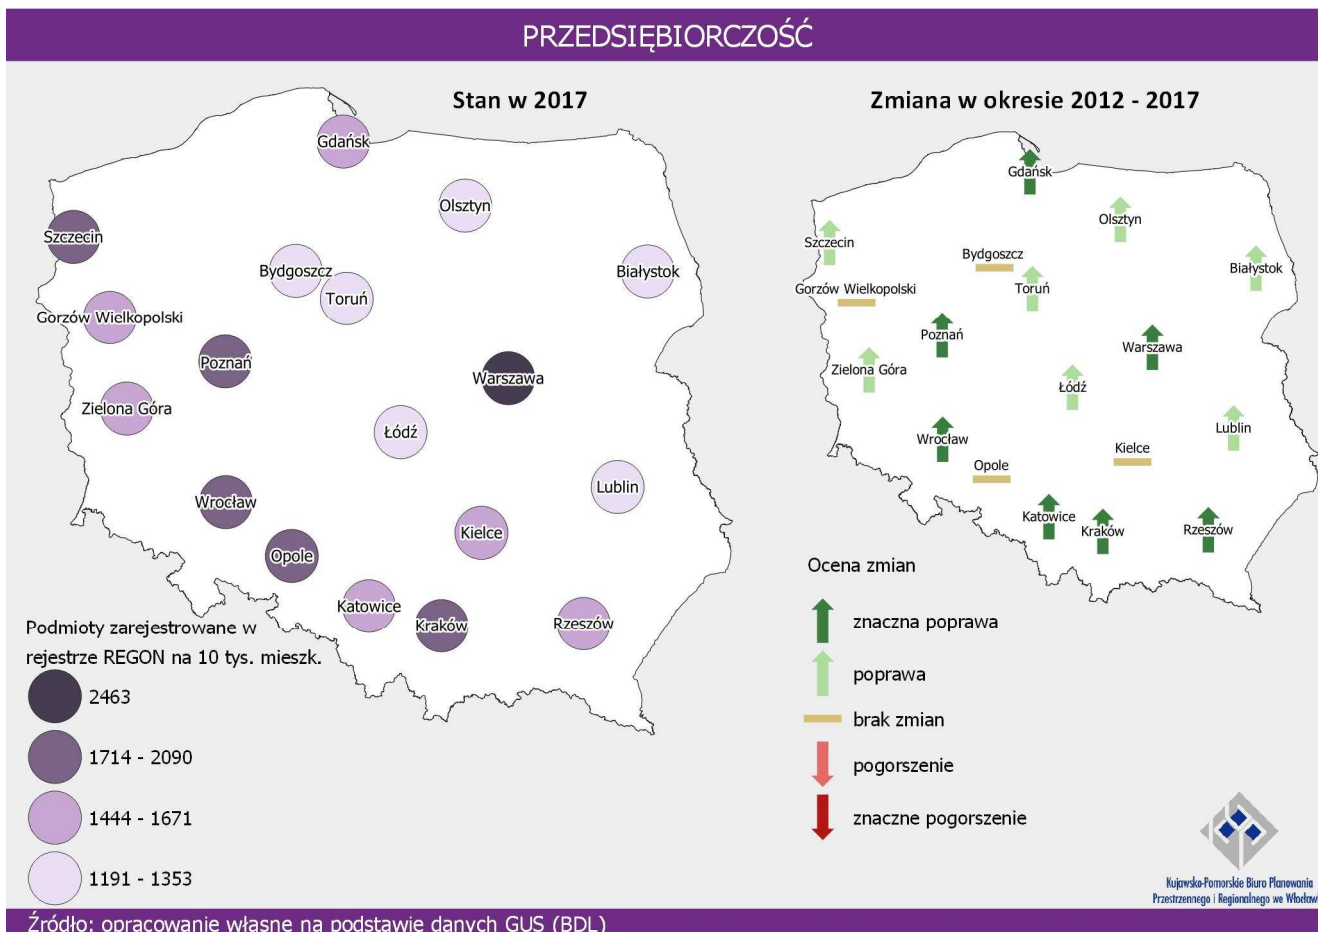 PRZEDSIĘBIORCZOŚĆ
Stan w 2017
Gdańsk
Olsztyn
Szczecin
Bydgoszcz
Białystok
Toruń
Gorzów Wielkopolski
Poznań
Warszawa
Zielona Góra
Łódź
Lublin
Wrocław
Kielce
Opole
Katowice
Kraków
Rzeszów
Podmioty zarejestrowane w
rejestrze REGON na 10 tys. mieszk.
2463
1714 - 2090
1444 - 1671
1191 - 1353
Zmiana w okresie 2012 - 2017
Gdańsk
Olsztyn
Szczecin
Bydgoszcz
Białystok
Gorzów Wielkopolski
Toruń
Poznań
Warszawa
Zielona Góra
Łódź
Lublin
Wrocław
Kielce
Opole
Katowice
Kraków
Rzeszów
Ocena zmian
znaczna poprawa
poprawa
brak zmian
pogorszenie
znaczne pogorszenie
Kujawsko-Pomorskie Biuro Planowania
Przestrzennego i Regionalnego we Włocław
Źródło: opracowanie własne na podstawie danych GUS (BDL)